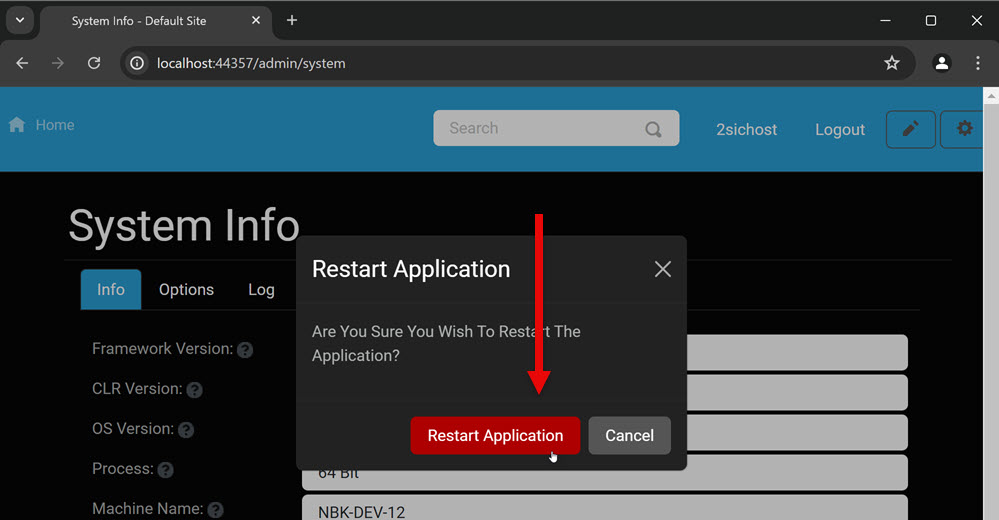 System Info - Default Site
localhost:44357/admin/system
Home
Search
2sichost
Logout
System Info
Restart Application
Info
Options
Log
Are You Sure You Wish To Restart The
Application?
Framework Version:
CLR Version:
OS Version:
Restart Application
Cancel
Process:
64 Bit
Machine Name:
NBK-DEV-12